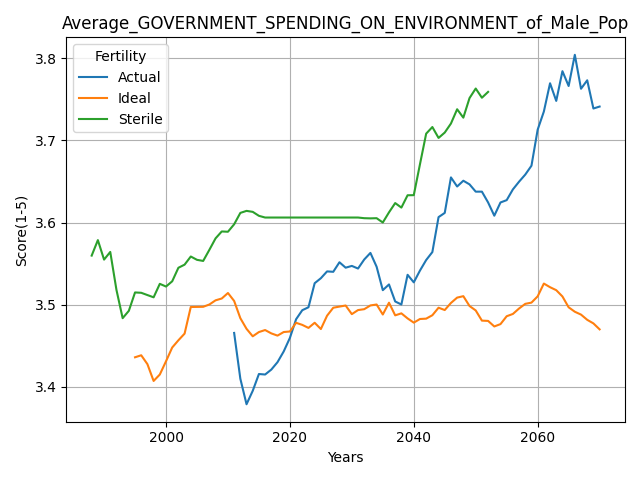 Average_GOVERNMENT_SPENDING_ON_ENVIRONMENT_of_Male_Pop
Fertility
Actual
Ideal
Sterile
Score(1-5)
3.8
3.7
3.6
3.5
3.4
2000 2020 2040 2060
Years